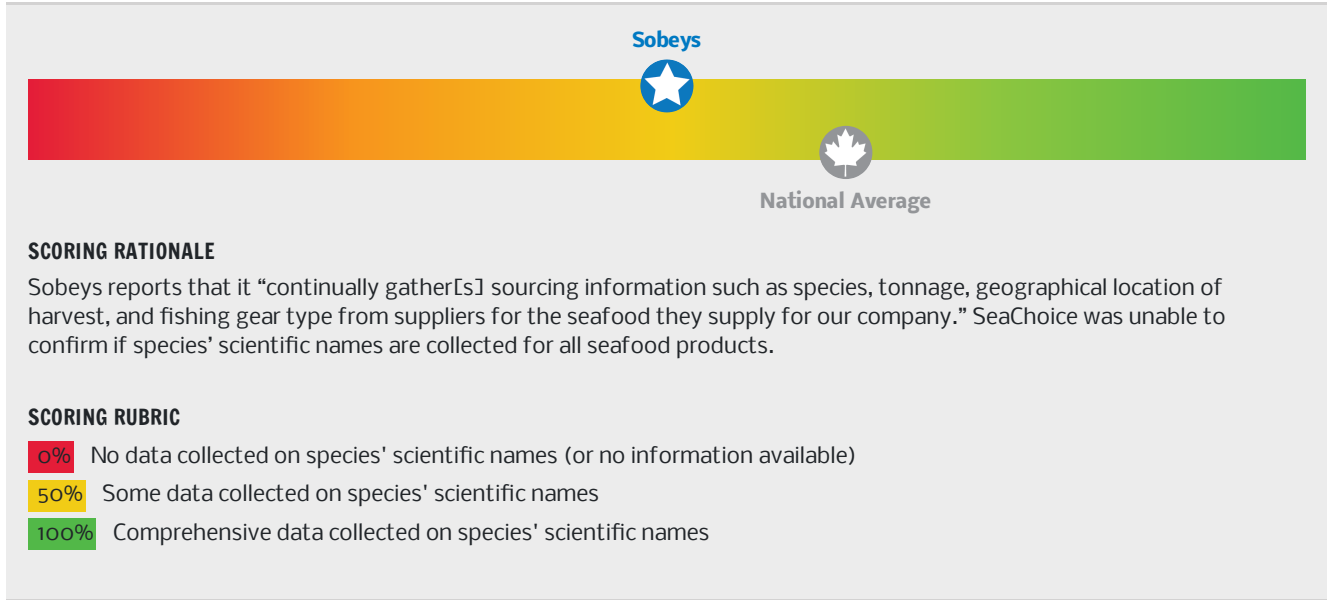 Sobeys
National Average
SCORING RATIONALE
Sobeys reports that it “continually gather[s] sourcing information such as species, tonnage, geographical location of
harvest, and fishing gear type from suppliers for the seafood they supply for our company.” SeaChoice was unable to
confirm if species’ scientific names are collected for all seafood products.
SCORING RUBRIC
0% No data collected on species' scientific names (or no information available)
50% Some data collected on species' scientific names
100% Comprehensive data collected on species' scientific names